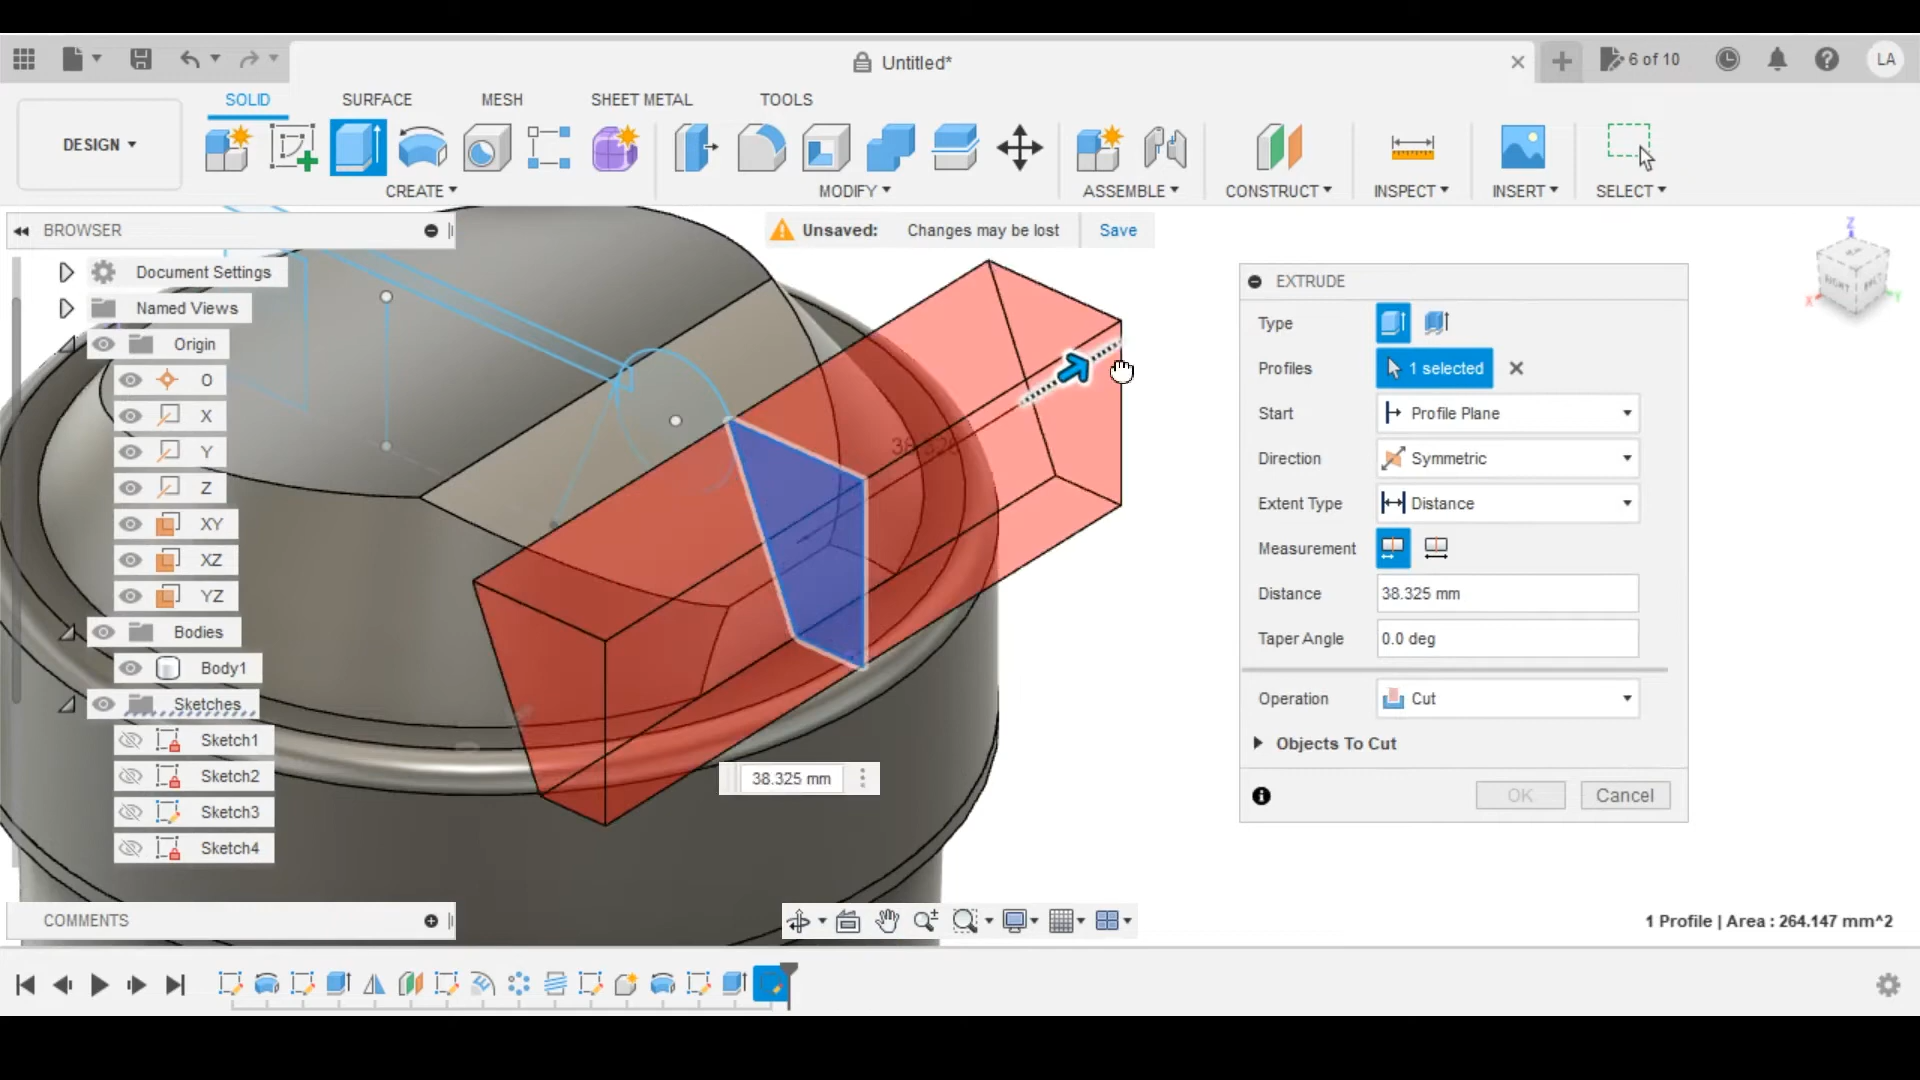 Untitled*
6 of 10
LA
DESIGN
SOLID
SURFACE
MESH
SHEET METAL
TOOLS
CREATE
MODIFY
ASSEMBLE
CONSTRUCT
INSPECT
INSERT
SELECT
BROWSER
Unsaved: Changes may be lost Save
Document Settings
Named Views
Origin
O
X
Y
Z
XY
XZ
YZ
Bodies
Body1
Sketches
Sketch1
Sketch2
Sketch3
Sketch4
COMMENTS
Z
X
Y
RIGHT
38.325
38.325 mm
EXTRUDE
Type
Profiles 1 selected
Start Profile Plane
Direction Symmetric
Extent Type Distance
Measurement
Distance 38.325 mm
Taper Angle 0.0 deg
Operation Cut
Objects To Cut
OK Cancel
1 Profile | Area : 264.147 mm^2